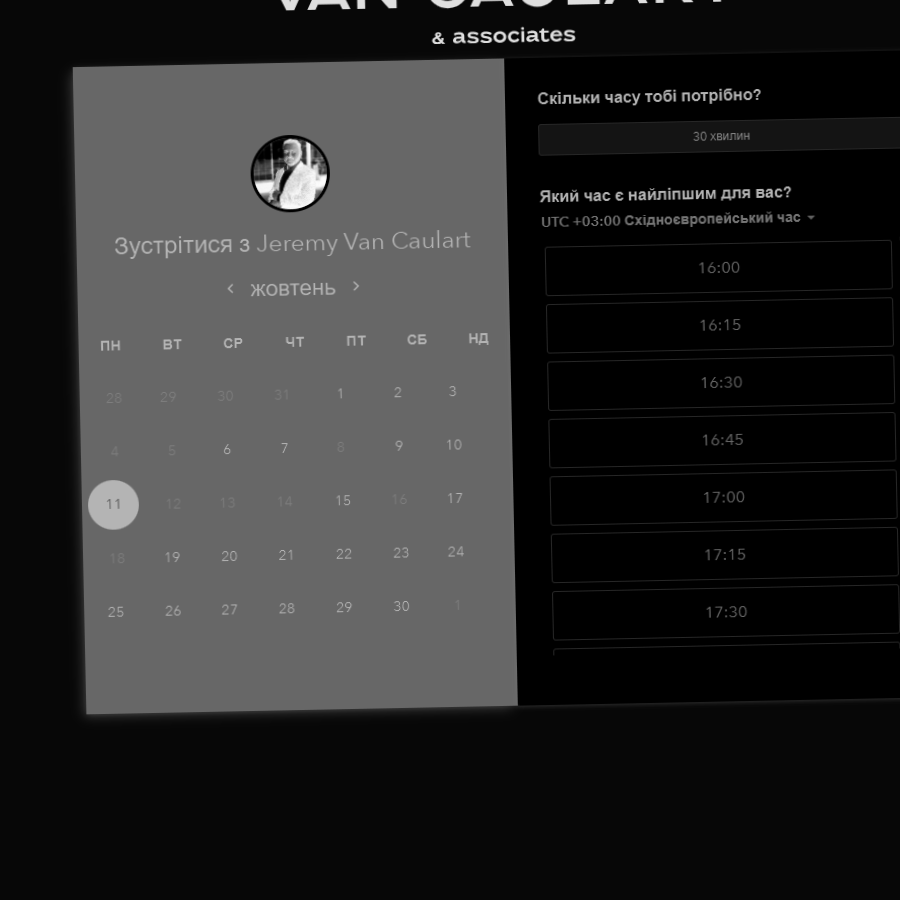 VAN CAULART
& associates
Зустрітися з Jeremy Van Caulart
жовтень
ПН ВТ СР ЧТ ПТ СБ НД
28 29 30 31 1 2 3
4 5 6 7 8 9 10
11 12 13 14 15 16 17
18 19 20 21 22 23 24
25 26 27 28 29 30 1
Скільки часу тобі потрібно?
30 хвилин
Який час є найліпшим для вас?
UTC +03:00 Східноєвропейський час
16:00
16:15
16:30
16:45
17:00
17:15
17:30